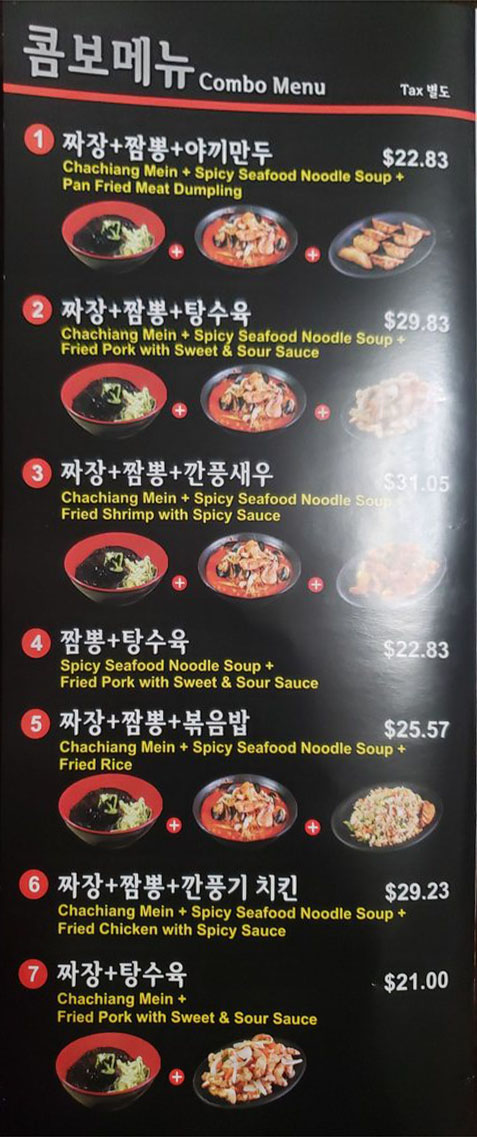 콤보메뉴 Combo Menu Tax 별도
1 짜장+짬뽕+야끼만두 $22.83
Chachiang Mein + Spicy Seafood Noodle Soup +
Pan Fried Meat Dumpling
+ +
2 짜장+짬뽕+탕수육 $29.83
Chachiang Mein + Spicy Seafood Noodle Soup +
Fried Pork with Sweet & Sour Sauce
+ +
3 짜장+짬뽕+깐풍새우 $31.05
Chachiang Mein + Spicy Seafood Noodle Soup +
Fried Shrimp with Spicy Sauce
+ +
4 짬뽕+탕수육 $22.83
Spicy Seafood Noodle Soup +
Fried Pork with Sweet & Sour Sauce
5 짜장+짬뽕+볶음밥 $25.57
Chachiang Mein + Spicy Seafood Noodle Soup +
Fried Rice
+ +
6 짜장+짬뽕+깐풍기 치킨 $29.23
Chachiang Mein + Spicy Seafood Noodle Soup +
Fried Chicken with Spicy Sauce
7 짜장+탕수육 $21.00
Chachiang Mein +
Fried Pork with Sweet & Sour Sauce
+